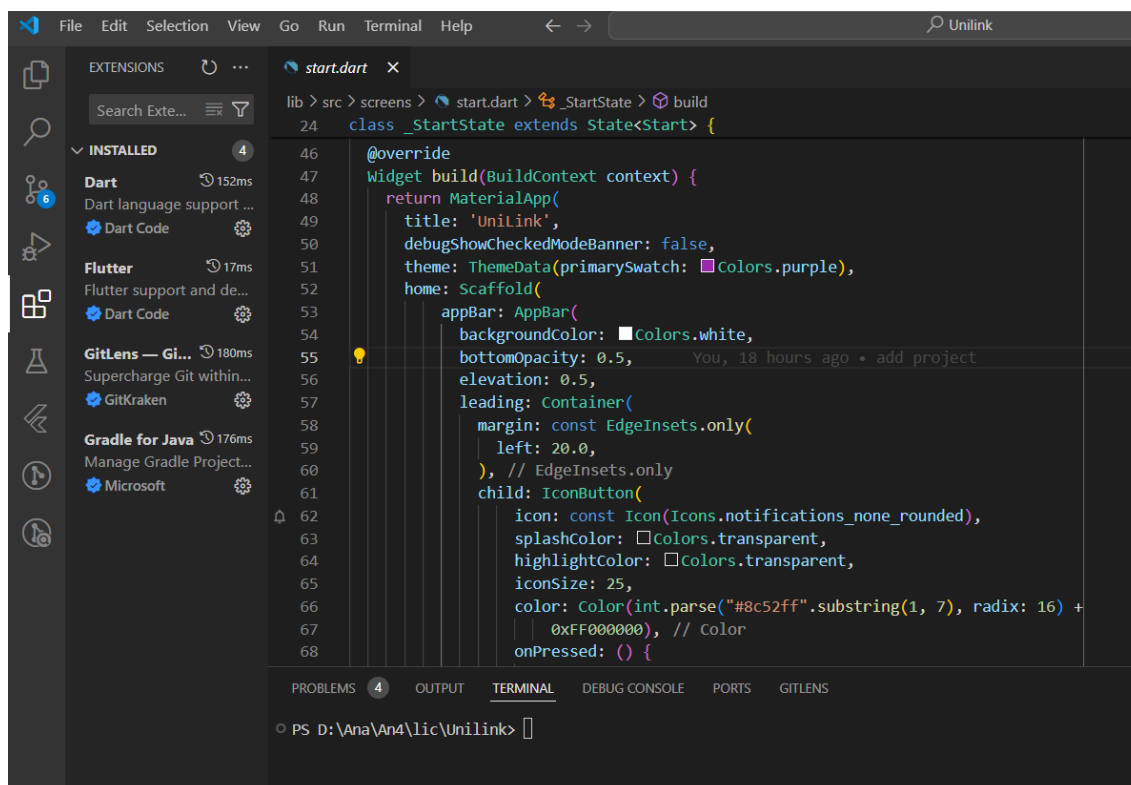 File Edit Selection View Go Run Terminal Help
Unilink
EXTENSIONS
Search Exte...
INSTALLED 4
Dart 152ms
Dart language support ...
Dart Code
Flutter 17ms
Flutter support and de...
Dart Code
GitLens — Gi... 180ms
Supercharge Git within...
GitKraken
Gradle for Java 176ms
Manage Gradle Project...
Microsoft
6
start.dart
lib > src > screens > start.dart > _StartState > build
24 class _StartState extends State<Start> {
46 @override
47 Widget build(BuildContext context) {
48 return MaterialApp(
49 title: 'UniLink',
50 debugShowCheckedModeBanner: false,
51 theme: ThemeData(primarySwatch: Colors.purple),
52 home: Scaffold(
53 appBar: AppBar(
54 backgroundColor: Colors.white,
55 bottomOpacity: 0.5, You, 18 hours ago • add project
56 elevation: 0.5,
57 leading: Container(
58 margin: const EdgeInsets.only(
59 left: 20.0,
60 ), // EdgeInsets.only
61 child: IconButton(
62 icon: const Icon(Icons.notifications_none_rounded),
63 splashColor: Colors.transparent,
64 highlightColor: Colors.transparent,
65 iconSize: 25,
66 color: Color(int.parse("#8c52ff".substring(1, 7), radix: 16) +
67 0xFF000000), // Color
68 onPressed: () {
PROBLEMS 4 OUTPUT TERMINAL DEBUG CONSOLE PORTS GITLENS
PS D:\Ana\An4\lic\Unilink>